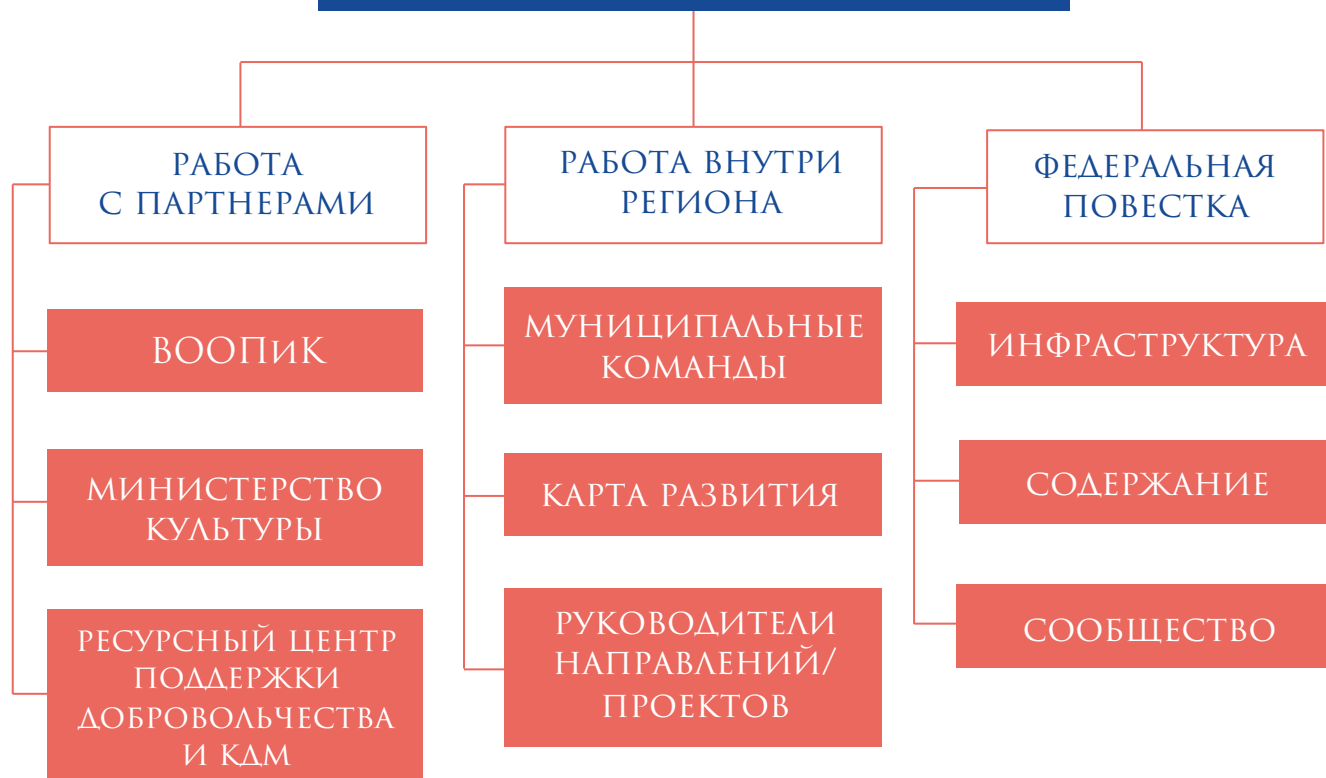 РАБОТА
С ПАРТНЕРАМИ
ВООПиК
МИНИСТЕРСТВО
КУЛЬТУРЫ
РЕСУРСНЫЙ ЦЕНТР
ПОДДЕРЖКИ
ДОБРОВОЛЬЧЕСТВА
И КДМ
РАБОТА ВНУТРИ
РЕГИОНА
МУНИЦИПАЛЬНЫЕ
КОМАНДЫ
КАРТА РАЗВИТИЯ
РУКОВОДИТЕЛИ
НАПРАВЛЕНИЙ/
ПРОЕКТОВ
ФЕДЕРАЛЬНАЯ
ПОВЕСТКА
ИНФРАСТРУКТУРА
СОДЕРЖАНИЕ
СООБЩЕСТВО